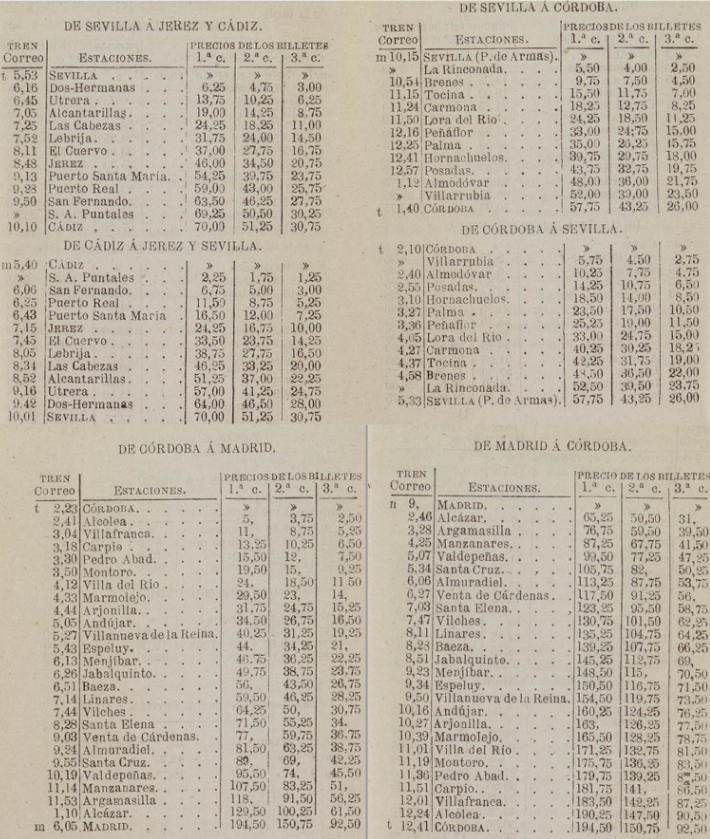 DE SEVILLA Á JEREZ Y CÁDIZ.
TREN Correo ESTACIONES. PRECIOS DE LOS BILLETES 1.ª c. 2.ª c. 3.ª c.
t 5,53 SEVILLA . . . . . » » »
6,16 Dos-Hermanas . . . 6,25 4,75 3,00
6,45 Utrera . . . . . 13,75 10,25 6,25
7,05 Alcantarillas. . . . 19,00 14,25 8,75
7,25 Las Cabezas . . . 24,25 18,25 11,00
7,52 Lebrija. . . . . 31,75 24,00 14,50
8,11 El Cuervo . . . . 37,00 27,75 16,75
8,48 JEREZ . . . . . 46,00 34,50 20,75
9,13 Puerto Santa María. . 54,25 39,75 23,75
9,28 Puerto Real . . . 59,00 43,00 25,75
9,50 San Fernando. . . . 63,50 46,25 27,75
» S. A. Puntales . . . 69,25 50,50 30,25
10,10 CÁDIZ . . . . . 70,00 51,25 30,75
DE CÁDIZ Á JEREZ Y SEVILLA.
m 5,40 CÁDIZ . . . . . » » »
» S. A. Puntales . . . 2,25 1,75 1,25
6,06 San Fernando. . . . 6,75 5,00 3,00
6,25 Puerto Real . . . 11,50 8,75 5,25
6,43 Puerto Santa María . 16,50 12,00 7,25
7,15 JEREZ . . . . . 24,25 16,75 10,00
7,45 El Cuervo . . . . 33,50 23,75 14,25
8,05 Lebrija. . . . . 38,75 27,75 16,50
8,34 Las Cabezas . . . 46,25 33,25 20,00
8,52 Alcantarillas. . . . 51,25 37,00 22,25
9,16 Utrera . . . . . 57,00 41,25 24,75
9,42 Dos-Hermanas . . . 64,00 46,50 28,00
10,01 SEVILLA . . . . 70,00 51,25 30,75
DE SEVILLA Á CÓRDOBA.
TREN Correo ESTACIONES. PRECIOS DE LOS BILLETES 1.ª c. 2.ª c. 3.ª c.
m 10,15 SEVILLA (P. de Armas). . » » »
» La Rinconada. . . . 5,50 4,00 2,50
10,54 Brenes . . . . . 9,75 7,50 4,50
11,15 Tocina . . . . . 15,50 11,75 7,00
11,24 Carmona . . . . 18,25 12,75 8,25
11,50 Lora del Rio . . . 24,25 18,50 11,25
12,16 Peñáflor . . . . 33,00 24,75 15,00
12,25 Palma . . . . . 35,00 26,25 15,75
12,41 Hornachuelos. . . . 39,75 29,75 18,00
12,57 Posadas. . . . . 43,75 32,75 19,75
1,12 Almodóvar . . . . 48,00 36,00 21,75
» Villarrubia . . . . 52,00 39,00 23,50
t 1,40 CÓRDOBA . . . . 57,75 43,25 26,00
DE CÓRDOBA Á SEVILLA.
t 2,10 CÓRDOBA . . . . » » »
» Villarrubia . . . . 5,75 4.50 2,75
2,40 Almodóvar . . . . 10,25 7,75 4.75
2,55 Posadas. . . . . 14,25 10,75 6,50
3,10 Hornachuelos. . . . 18,50 14,00 8,50
3,27 Palma . . . . . 23,50 17,50 10,50
3,36 Peñaflor . . . . 25,25 19,00 11,50
4,05 Lora del Rio . . . 33,00 24,75 15,00
4,27 Carmona . . . . 40,25 30,25 18,25
4,37 Tocina . . . . . 42,25 31,75 19,00
4,58 Brenes . . . . . 48,50 36,50 22,00
» La Rinconada. . . . 52,50 39,50 23.75
5,33 SEVILLA (P. de Armas). . 57,75 43,25 26,00
DE CÓRDOBA Á MADRID.
TREN Correo ESTACIONES. PRECIOS DE LOS BILLETES 1.ª c. 2.ª c. 3.ª c.
t 2,23 CÓRDOBA. . . . . » » »
2,41 Alcolea . . . . . 5, 3,75 2,50
3,04 Villafranca. . . . 11, 8,75 5,25
3,18 Carpio . . . . . 13,25 10,25 6,50
3,30 Pedro Abad. . . . 15,50 12, 7,50
3,50 Montoro. . . . . 19,50 15, 9,25
4,12 Villa del Rio . . . 24, 18,50 11 50
4,33 Marmolejo. . . . 29,50 23, 14,
4,44 Arjonilla. . . . . 31,75 24,75 15,25
5,05 Andújar. . . . . 34,50 26,75 16,50
5,27 Villanueva de la Reina. 40,25 31,25 19,25
5,43 Espeluy. . . . . 44, 34,25 21,
6,13 Menjíbar. . . . . 46,75 36,25 22,25
6,26 Jabalquinto. . . . 49,75 38,75 23,75
6,51 Baeza. . . . . . 56, 43,50 26,75
7,14 Linares. . . . . 59,50 46,25 28,25
7,44 Vilches . . . . . 64,25 50, 30,75
8,28 Santa Elena . . . 71,50 55,25 34.
9,03 Venta de Cárdenas. . 77, 59,75 36,75
9,24 Almuradiel. . . . 81,50 63,25 38,75
9,55 Santa Cruz. . . . 89, 69, 42,25
10,19 Valdepeñas. . . . 95,50 74, 45,50
11,14 Manzanares. . . . 107,50 83,25 51,
11,53 Argamasilla . . . 118, 91,50 56,25
1,10 Alcázar. . . . . 129,50 100,25 61,50
m 6,05 MADRID. . . . . 194,50 150,75 92,50
DE MADRID Á CÓRDOBA.
TREN Correo ESTACIONES. PRECIO DE LOS BILLETES 1.ª c. 2.ª c. 3.ª c.
n 9, MADRID. . . . . » » »
2,46 Alcázar. . . . . 65,25 50,50 31,
3,28 Argamasilla . . . 76,75 59,50 39,50
4,25 Manzanares. . . . 87,25 67,75 41,50
5,07 Valdepeñas. . . . 99,50 77,25 47,25
5,34 Santa Cruz. . . . 105,75 82, 50,25
6,06 Almuradiel. . . . 113,25 87,75 53,75
6,27 Venta de Cárdenas. . 117,50 91,25 56,
7,03 Santa Elena. . . . 123,25 95,50 58,75
7,47 Vilches. . . . . 130,75 101,50 62,25
8,11 Linares. . . . . 135,25 104,75 64,25
8,23 Baeza. . . . . . 139,25 107,75 66,25
8,51 Jabalquinto. . . . 145,25 112,75 69,
9,23 Menjíbar. . . . . 148,50 115, 70,50
9,34 Espeluy. . . . . 150,50 116,75 71,50
9,50 Villanueva de la Reina. 154,50 119,75 73,50
10,16 Andújar. . . . . 160,25 124,25 76,25
10,27 Arjonilla. . . . . 163, 126,25 77,50
10,39 Marmolejo. . . . 165,50 128,25 78,75
11,01 Villa del Río . . . 171,25 132,75 81,50
11,19 Montoro. . . . . 175,75 136,25 83,50
11,36 Pedro Abad. . . . 179,75 139,25
11,51 Carpio. . . . . 181,75 141, 86,50
12,01 Villafranca. . . . 183,50 142,25 87,25
12,24 Alcolea. . . . . 190,25 147,50 90,50
t 12,41 CÓRDOBA. . . . . 194,50 150,75 92,50